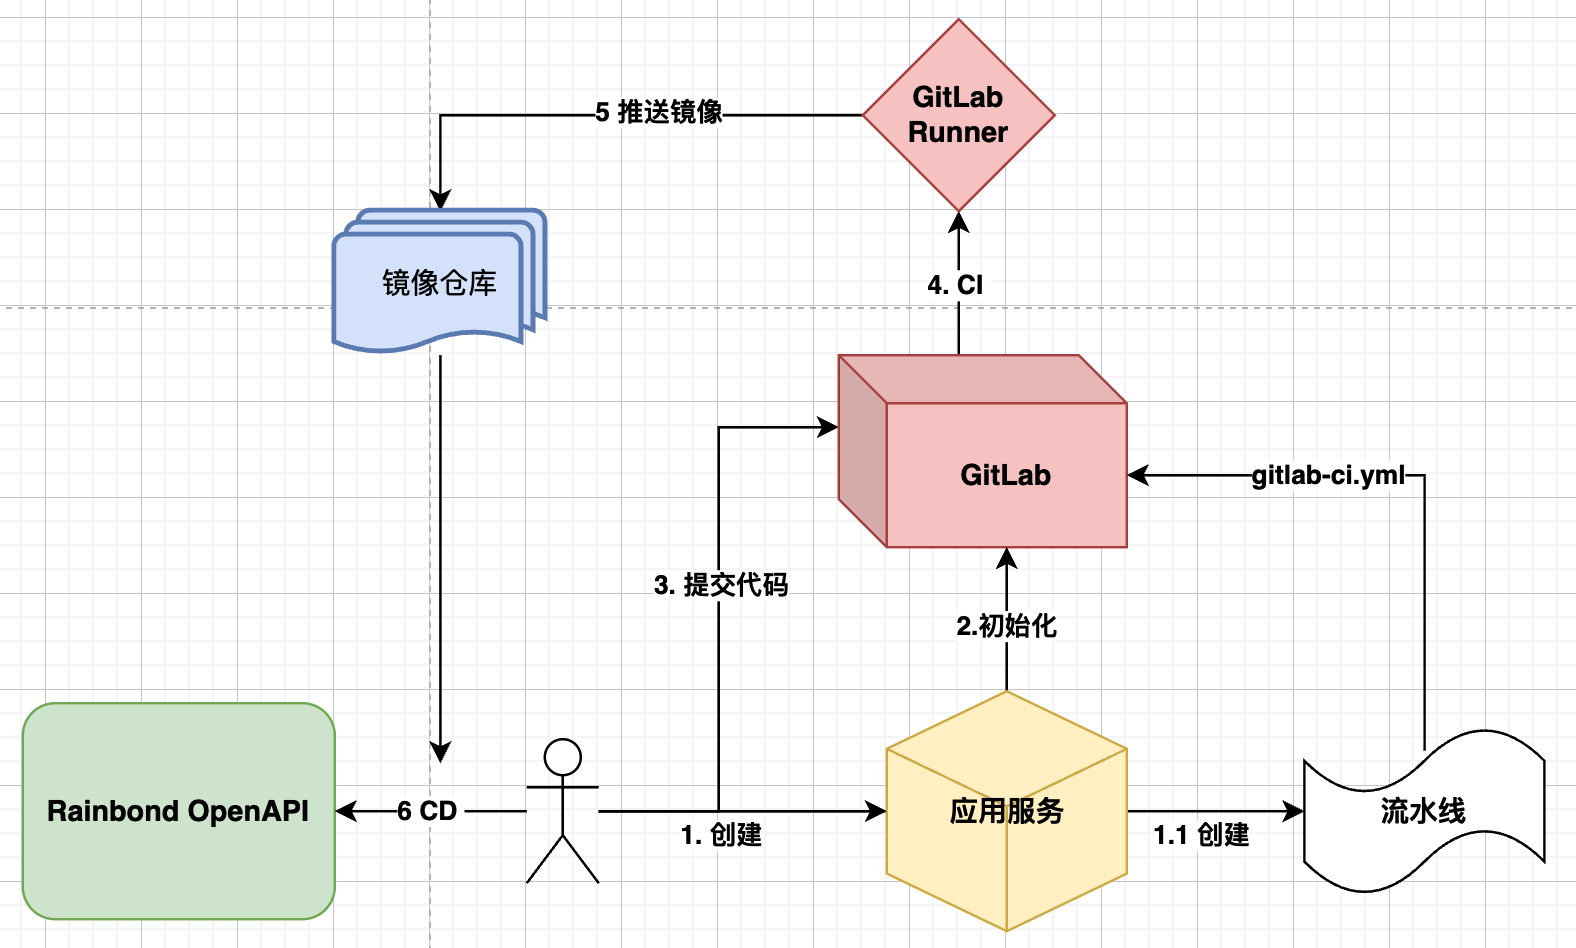 GitLab
Runner
5 推送镜像
镜像仓库
4. CI
GitLab
gitlab-ci.yml
3. 提交代码
2.初始化
Rainbond OpenAPI
6 CD
1. 创建
应用服务
1.1 创建
流水线